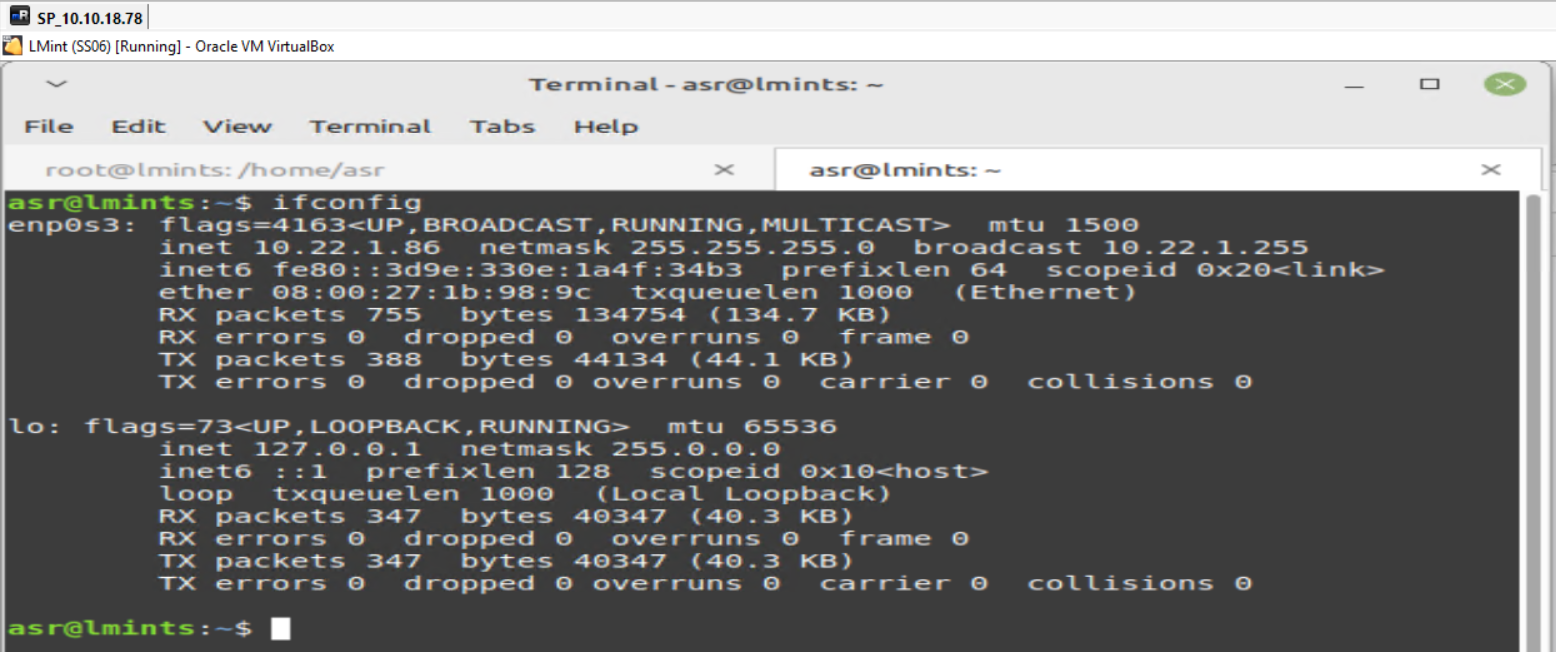 SP_10.10.18.78
LMint (SS06) [Running] - Oracle VM VirtualBox
Terminal - asr@lmints: ~
File Edit View Terminal Tabs Help
root@lmints: /home/asr
asr@lmints: ~
asr@lmints:~$ ifconfig
enp0s3: flags=4163<UP,BROADCAST,RUNNING,MULTICAST>  mtu 1500
        inet 10.22.1.86  netmask 255.255.255.0  broadcast 10.22.1.255
        inet6 fe80::3d9e:330e:1a4f:34b3  prefixlen 64  scopeid 0x20<link>
        ether 08:00:27:1b:98:9c  txqueuelen 1000  (Ethernet)
        RX packets 755  bytes 134754 (134.7 KB)
        RX errors 0  dropped 0  overruns 0  frame 0
        TX packets 388  bytes 44134 (44.1 KB)
        TX errors 0  dropped 0 overruns 0  carrier 0  collisions 0
lo: flags=73<UP,LOOPBACK,RUNNING>  mtu 65536
        inet 127.0.0.1  netmask 255.0.0.0
        inet6 ::1  prefixlen 128  scopeid 0x10<host>
        loop  txqueuelen 1000  (Local Loopback)
        RX packets 347  bytes 40347 (40.3 KB)
        RX errors 0  dropped 0  overruns 0  frame 0
        TX packets 347  bytes 40347 (40.3 KB)
        TX errors 0  dropped 0 overruns 0  carrier 0  collisions 0
asr@lmints:~$